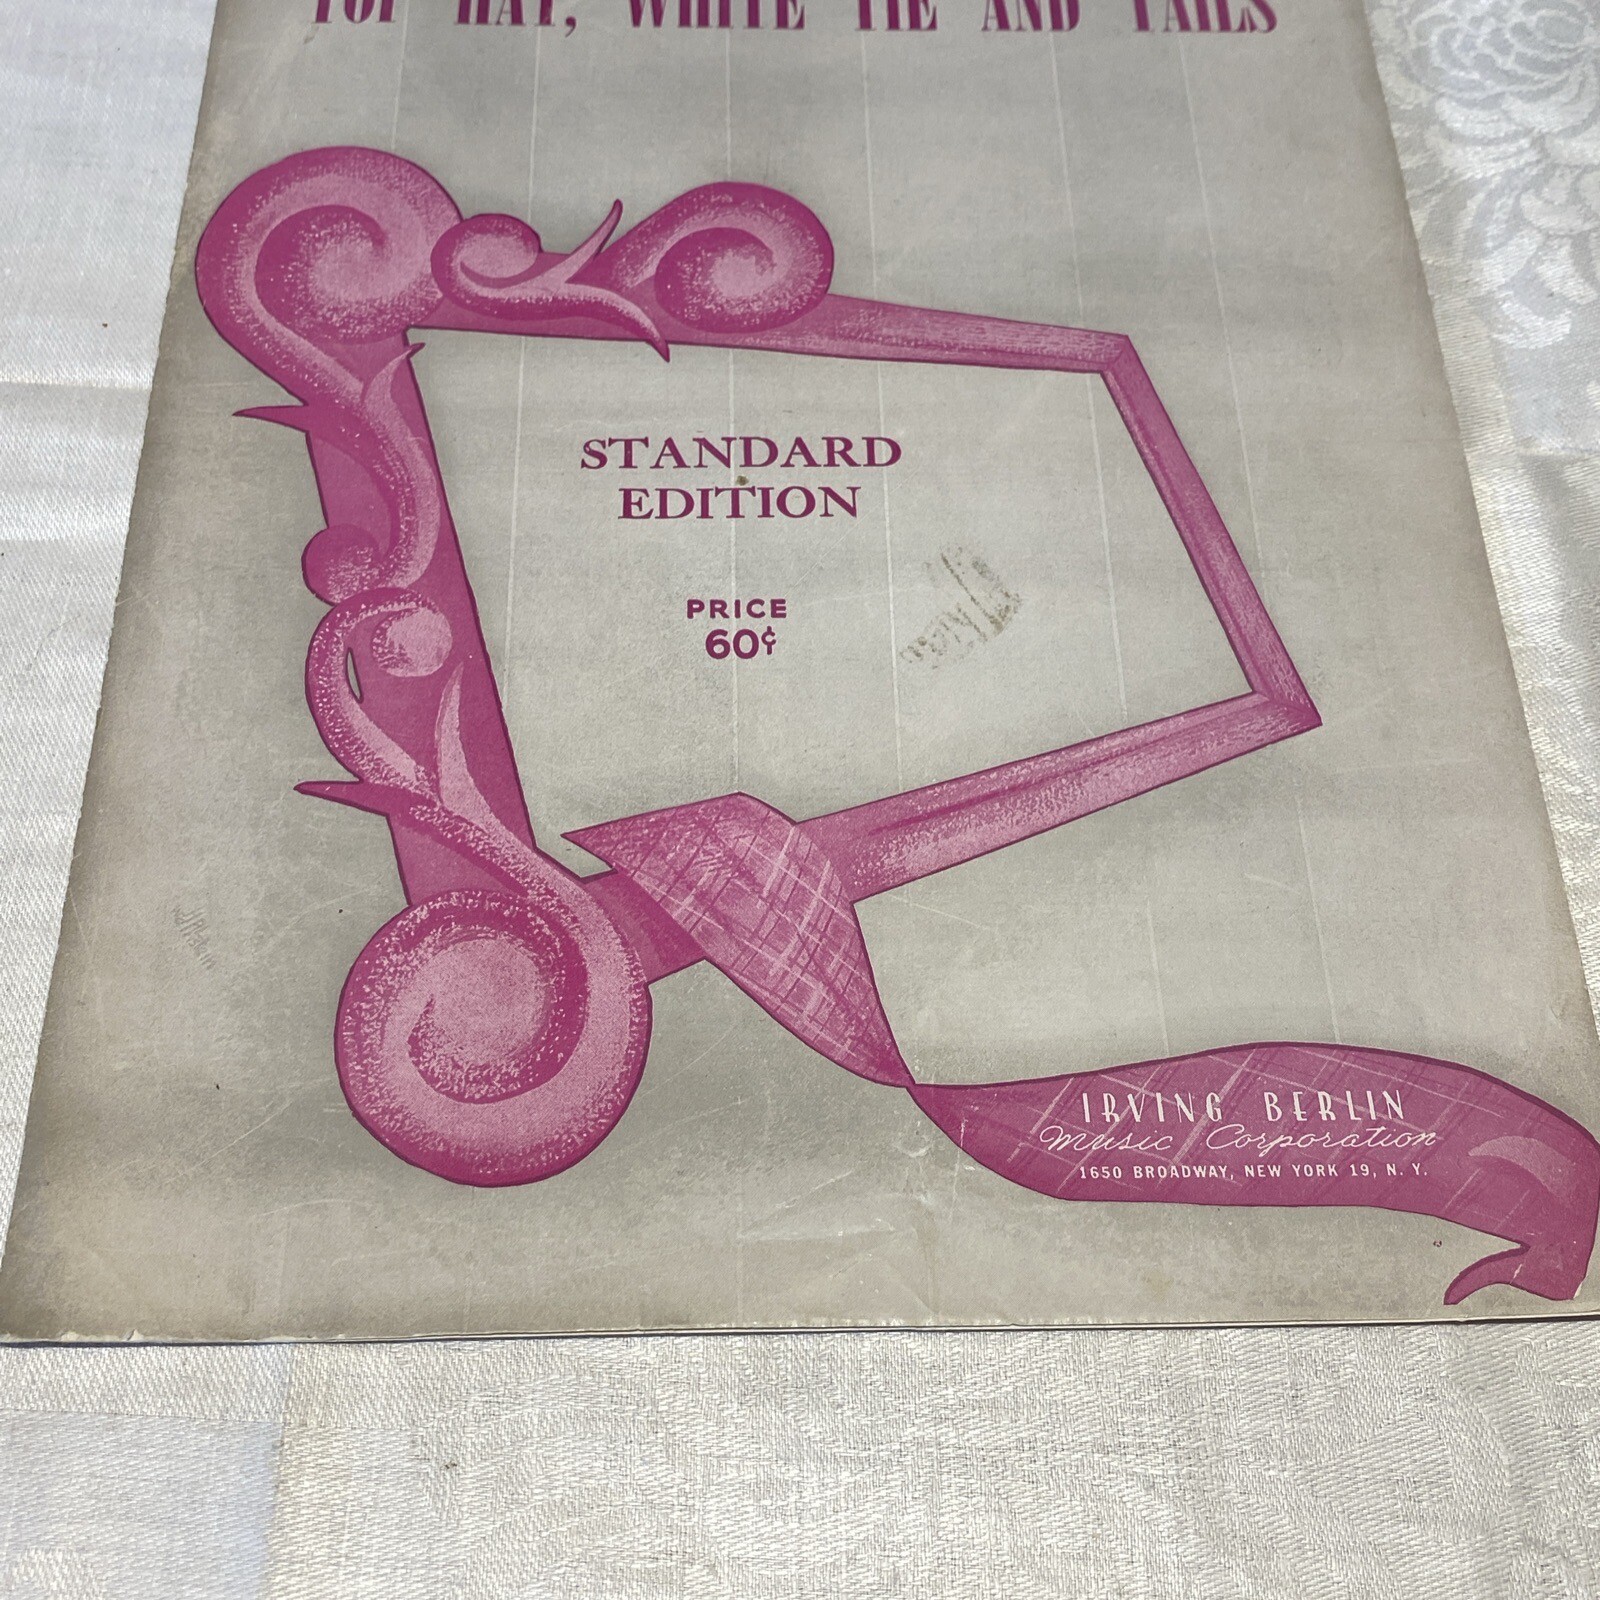 TOP HAT, WHITE TIE AND TAILS
STANDARD
EDITION
PRICE
60¢
IRVING BERLIN
Music Corporation
1650 BROADWAY, NEW YORK 19, N. Y.